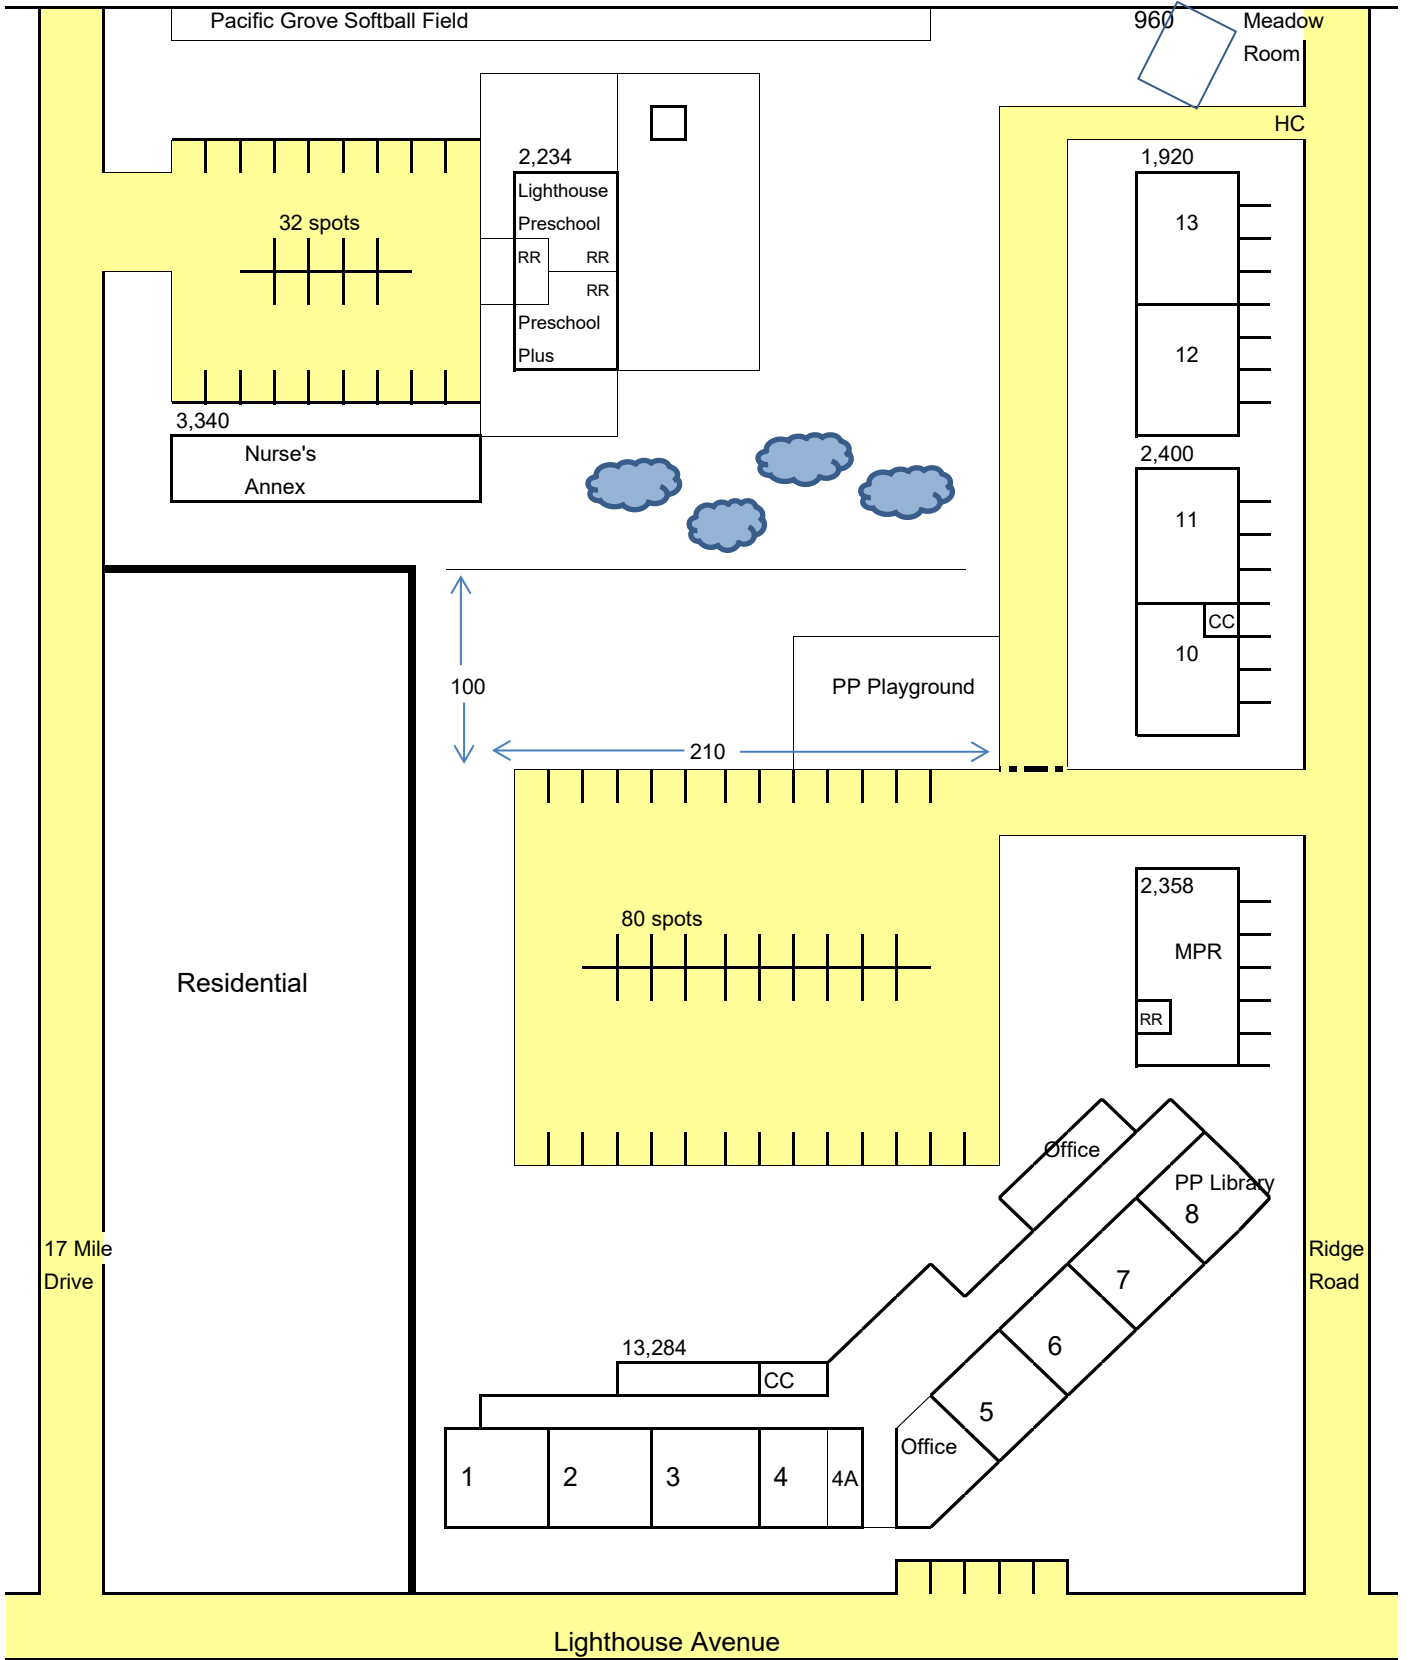 Pacific Grove Softball Field
960
Meadow
Room
HC
2,234
1,920
Lighthouse
Preschool
32 spots
13
RR
RR
RR
Preschool
Plus
12
3,340
Nurse's
Annex
2,400
11
CC
10
100
PP Playground
210
2,358
80 spots
MPR
Residential
RR
Office
PP Library
8
17 Mile
Drive
Ridge
Road
7
6
13,284
CC
5
Office
1
2
3
4
4A
Lighthouse Avenue